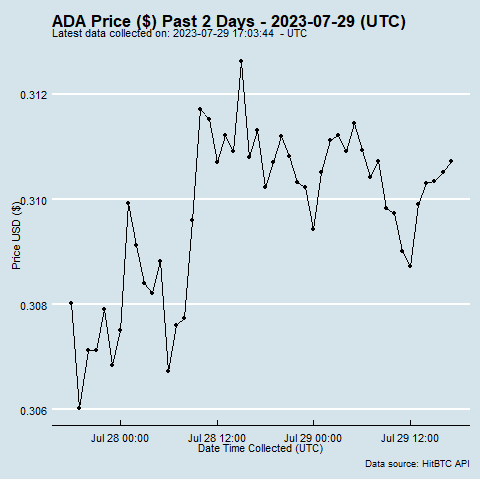 ADA Price ($) Past 2 Days - 2023-07-29 (UTC)
Latest data collected on: 2023-07-29 17:03:44 - UTC
0.312
0.310
0.308
0.306
Price USD ($)
Jul 28 00:00 Jul 28 12:00 Jul 29 00:00 Jul 29 12:00
Date Time Collected (UTC)
Data source: HitBTC API